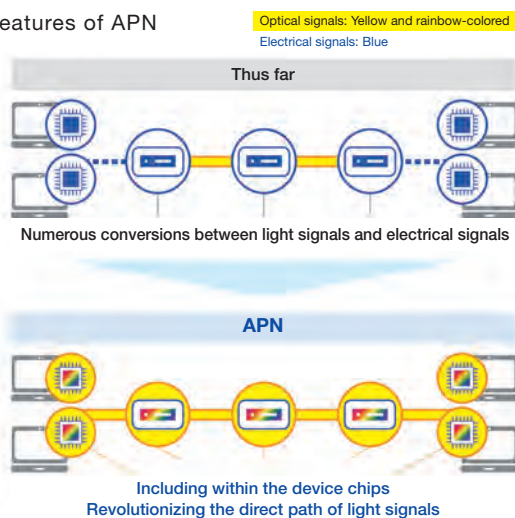 eatures of APN
Optical signals: Yellow and rainbow-colored
Electrical signals: Blue
Thus far
Numerous conversions between light signals and electrical signals
APN
Including within the device chips
Revolutionizing the direct path of light signals